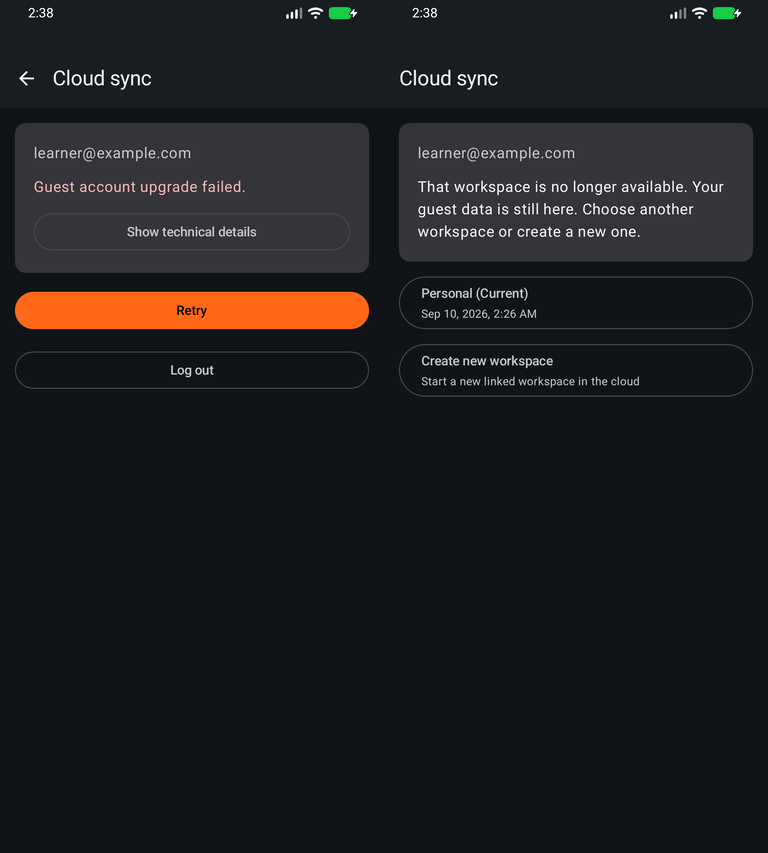 2:38
Cloud sync
learner@example.com
Guest account upgrade failed.
Show technical details
Retry
Log out
2:38
Cloud sync
learner@example.com
That workspace is no longer available. Your
guest data is still here. Choose another
workspace or create a new one.
Personal (Current)
Sep 10, 2026, 2:26 AM
Create new workspace
Start a new linked workspace in the cloud